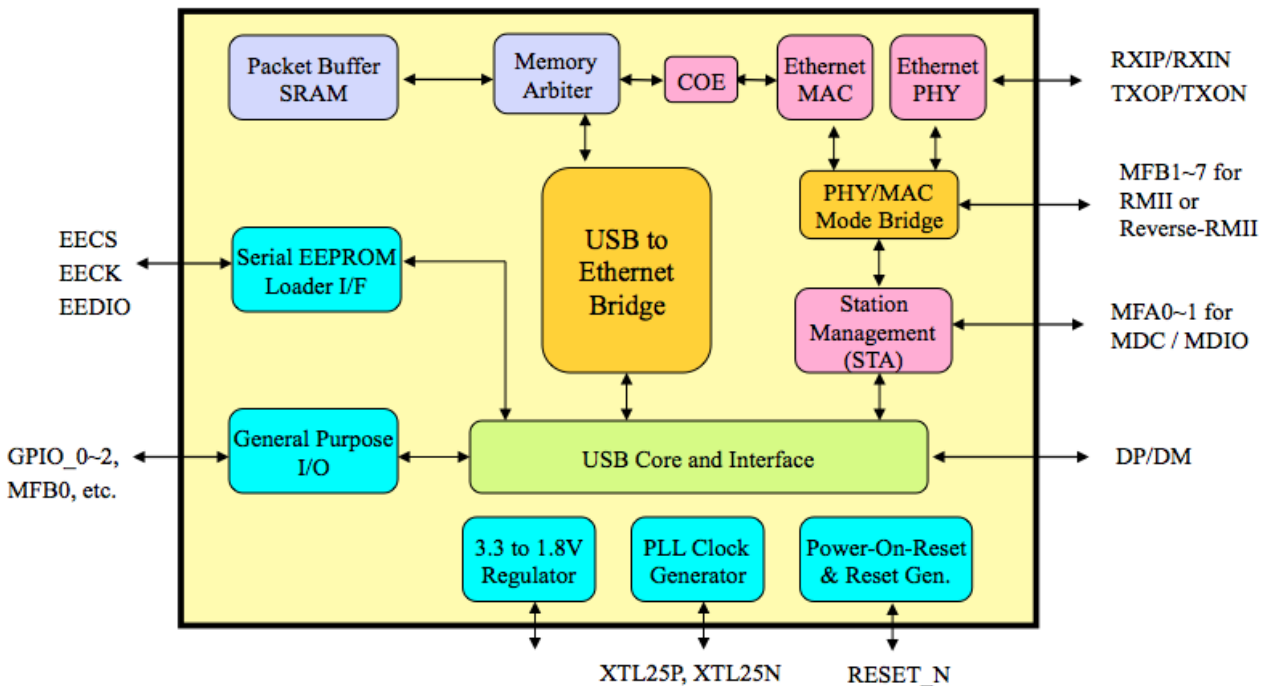 Packet Buffer
SRAM
Memory
Arbiter
COE
Ethernet
MAC
Ethernet
PHY
RXIP/RXIN
TXOP/TXON
PHY/MAC
Mode Bridge
MFB1~7 for
RMII or
Reverse-RMII
USB to
Ethernet
Bridge
EECS
EECK
EEDIO
Serial EEPROM
Loader I/F
Station
Management
(STA)
MFA0~1 for
MDC / MDIO
GPIO_0~2,
MFB0, etc.
General Purpose
I/O
USB Core and Interface
DP/DM
3.3 to 1.8V
Regulator
PLL Clock
Generator
Power-On-Reset
& Reset Gen.
XTL25P, XTL25N
RESET_N